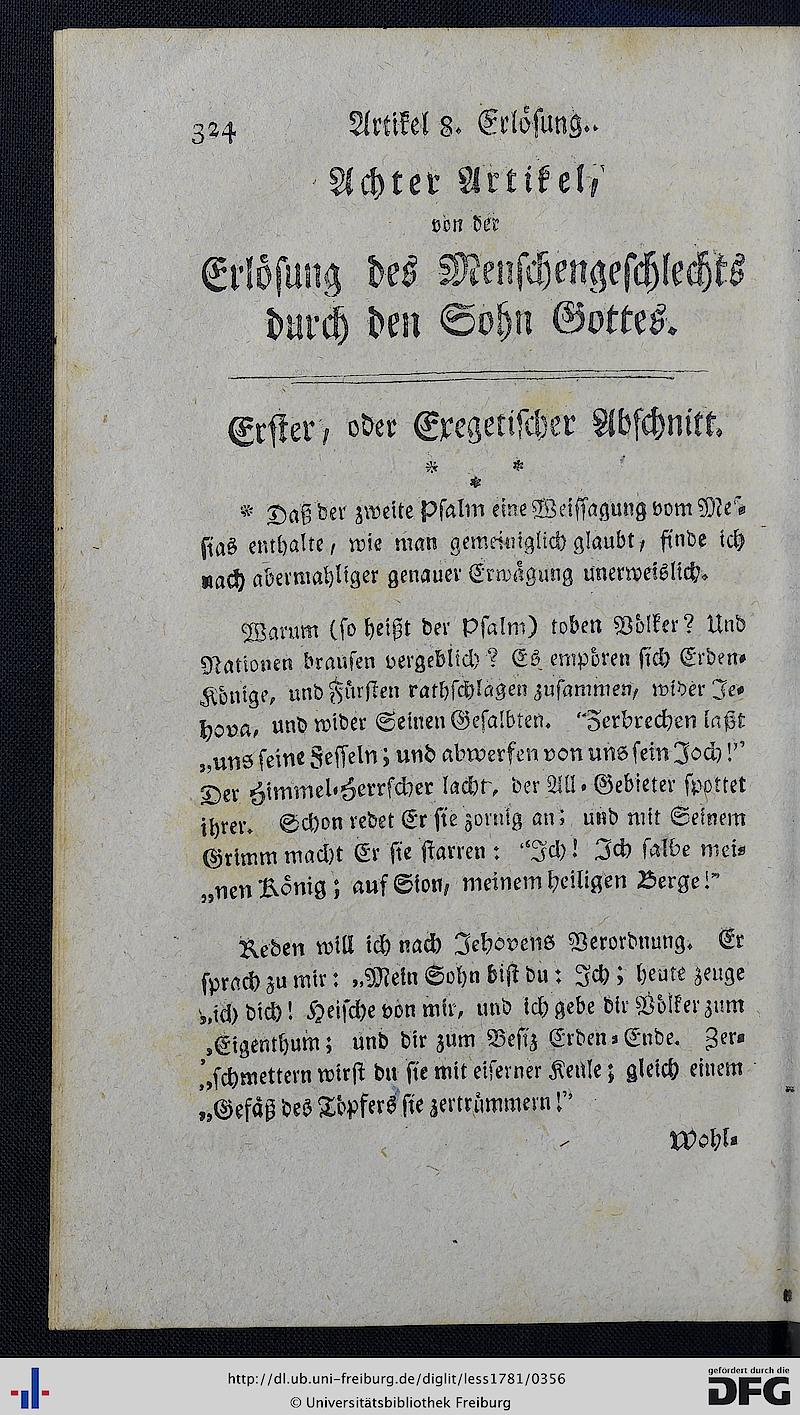 324 Artikel 8. Erlösung.
Achter Artikel,
von der
Erlösung des Menschengeschlechts
durch den Sohn Gottes.
Erster, oder Exegetischer Abschnitt.
* *
*
* Daß der zweite Psalm eine Weissagung vom Mes-
sias enthalte, wie man gemeiniglich glaubt, finde ich
nach abermahliger genauer Erwägung unerweislich.
Warum (so heißt der Psalm) toben Völker? Und
Nationen brausen vergeblich? Es empören sich Erden-
Könige, und Fürsten rathschlagen zusammen, wider Je-
hova, und wider Seinen Gesalbten. “Zerbrechen laßt
„uns seine Fesseln; und abwerfen von uns sein Joch!”
Der Himmel-Herrscher lacht, der All-Gebieter spottet
ihrer. Schon redet Er sie zornig an; und mit Seinem
Grimm macht Er sie starren: “Ich! Ich salbe mei-
„nen König; auf Sion, meinem heiligen Berge!”
Reden will ich nach Jehovens Verordnung. Er
sprach zu mir: „Mein Sohn bist du: Ich; heute zeuge
„ich dich! Heische von mir, und ich gebe dir Völker zum
„Eigenthum; und dir zum Besiz Erden-Ende. Zer-
„schmettern wirst du sie mit eiserner Keule; gleich einem
„Gefäß des Töpfers sie zertrümmern!”
Wohl-
http://dl.ub.uni-freiburg.de/diglit/less1781/0356
© Universitätsbibliothek Freiburg
gefördert durch die
DFG